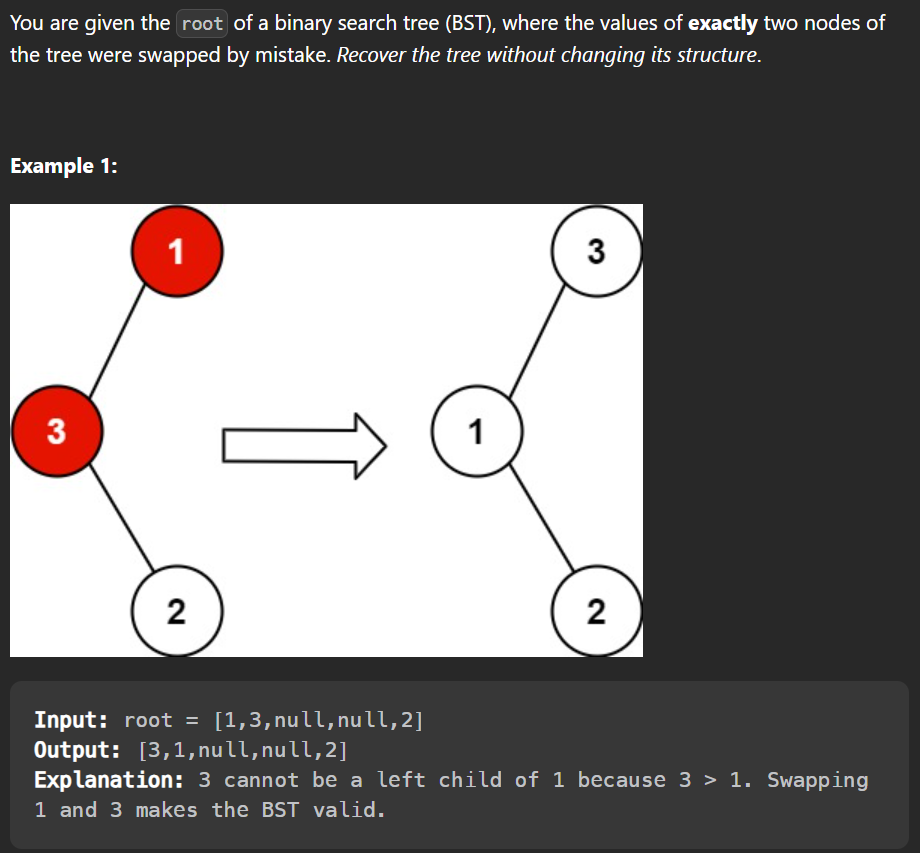 You are given the root of a binary search tree (BST), where the values of exactly two nodes of
the tree were swapped by mistake. Recover the tree without changing its structure.
Example 1:
1
3
3
1
2
2
Input: root = [1,3,null,null,2]
Output: [3,1,null,null,2]
Explanation: 3 cannot be a left child of 1 because 3 > 1. Swapping
1 and 3 makes the BST valid.